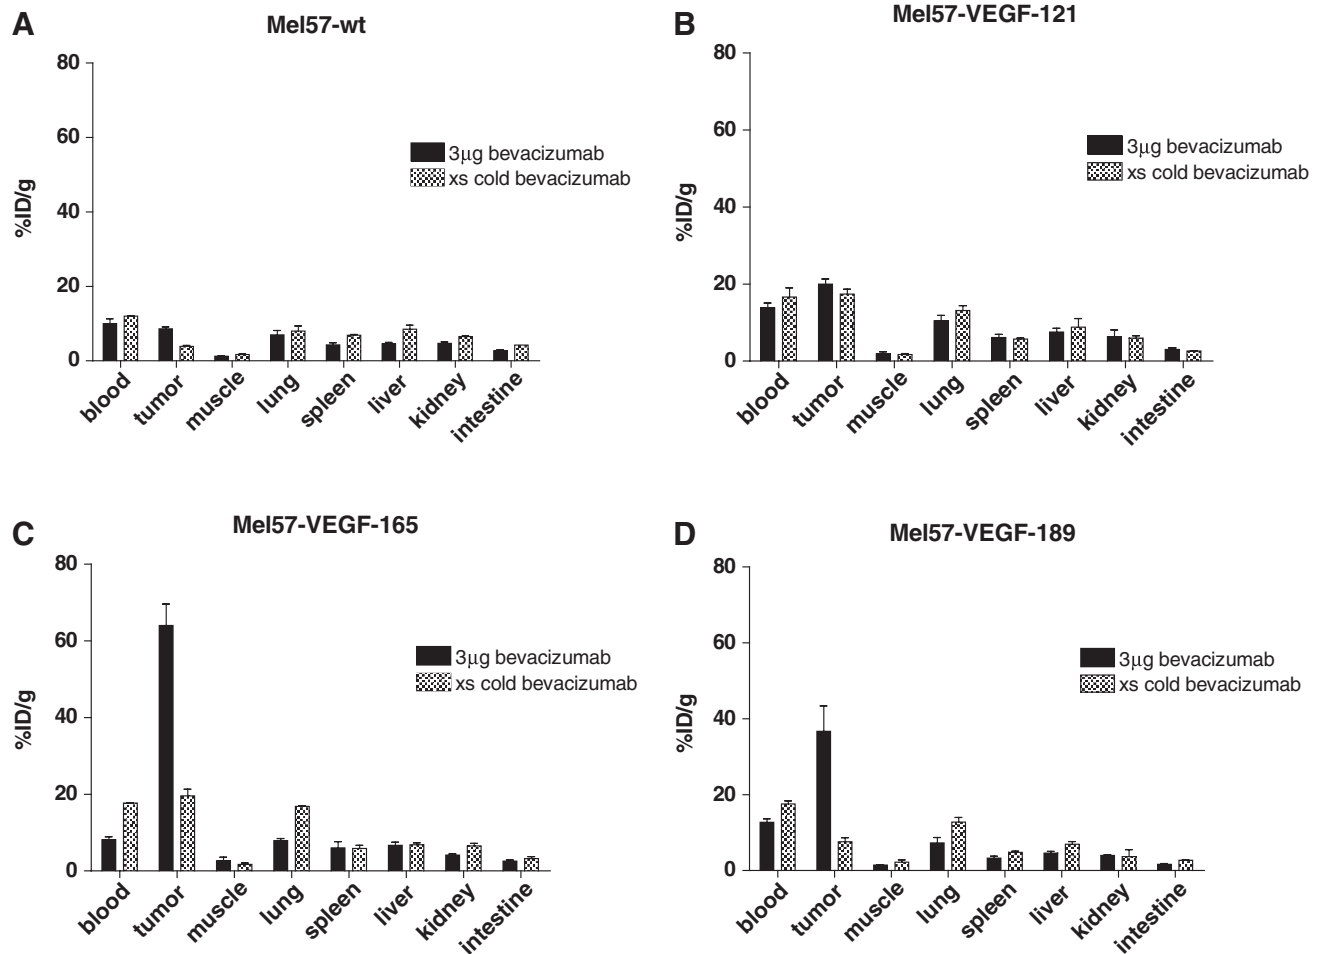 A
Mel57-wt
80
60
40
20
0
%ID/g
3μg bevacizumab
xs cold bevacizumab
blood
tumor
muscle
lung
spleen
liver
kidney
intestine
B
Mel57-VEGF-121
80
60
40
20
0
%ID/g
3μg bevacizumab
xs cold bevacizumab
blood
tumor
muscle
lung
spleen
liver
kidney
intestine
C
Mel57-VEGF-165
80
60
40
20
0
%ID/g
3μg bevacizumab
xs cold bevacizumab
blood
tumor
muscle
lung
spleen
liver
kidney
intestine
D
Mel57-VEGF-189
80
60
40
20
0
%ID/g
3μg bevacizumab
xs cold bevacizumab
blood
tumor
muscle
lung
spleen
liver
kidney
intestine